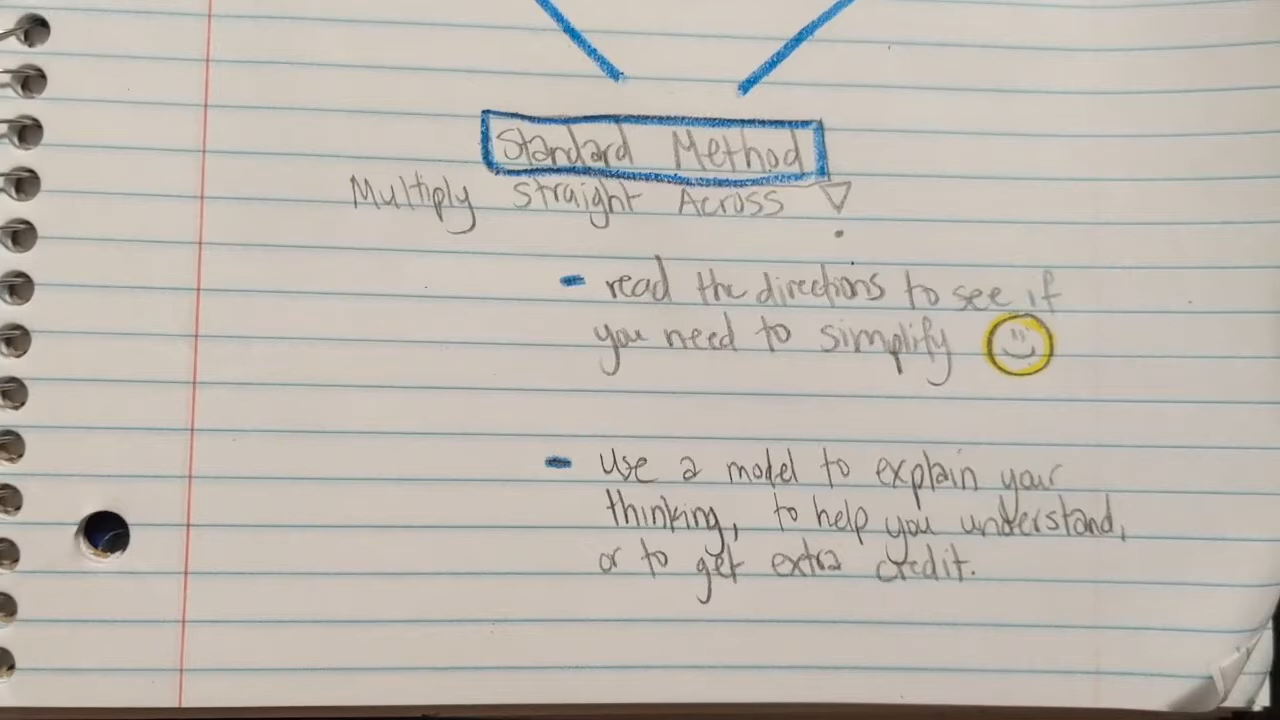 Standard Method
Multiply Straight Across!
- read the directions to see if
you need to simplify
- Use a model to explain your
thinking, to help you understand,
or to get extra credit.